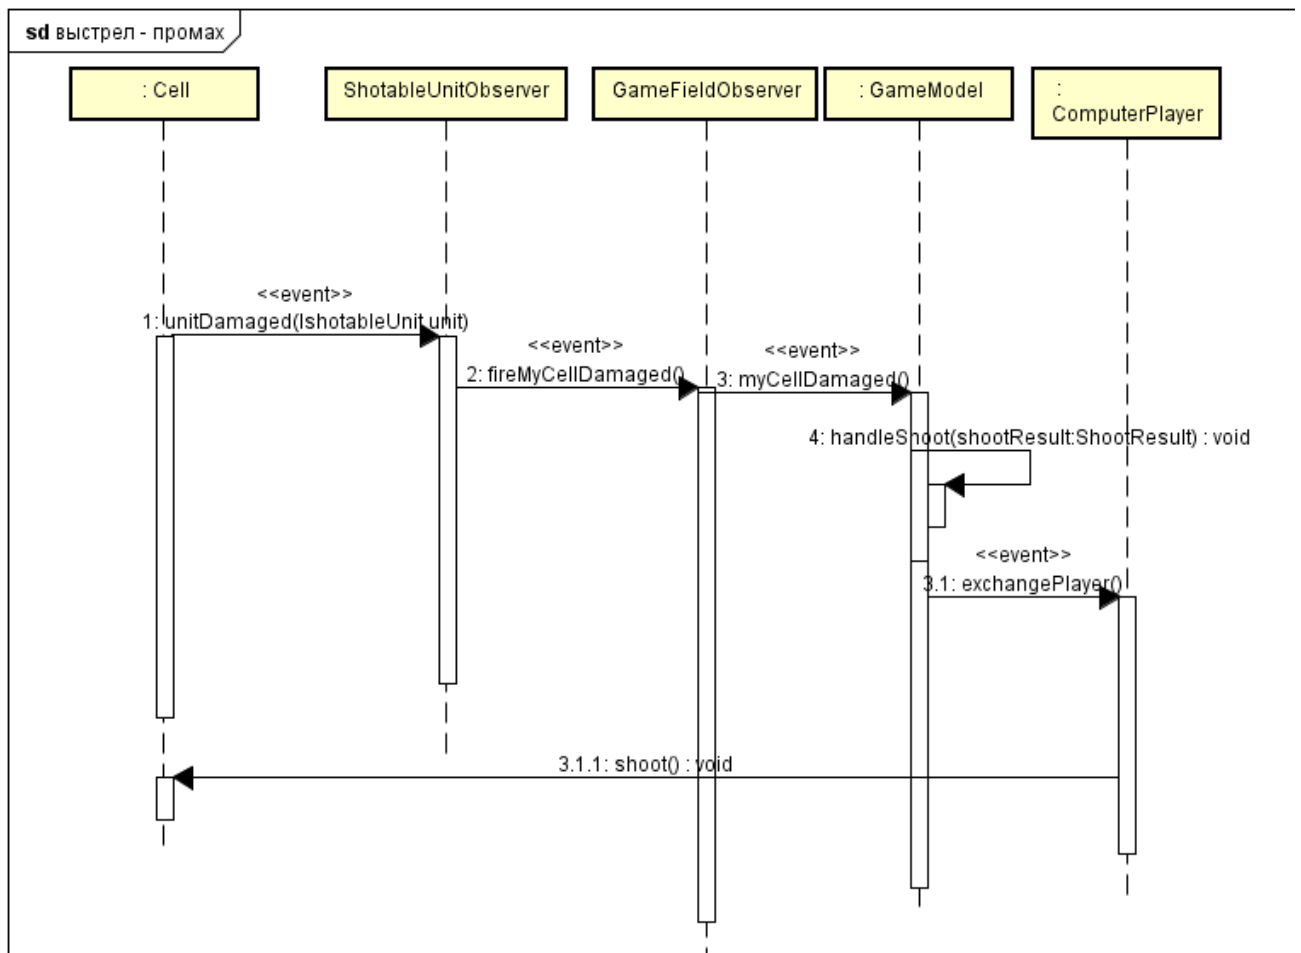 sd выстрел - промах
: Cell
ShotableUnitObserver
GameFieldObserver
: GameModel
:
ComputerPlayer
<<event>>
1: unitDamaged(IshotableUnit unit)
<<event>>
2: fireMyCellDamaged()
<<event>>
3: myCellDamaged()
4: handleShoot(shootResult:ShootResult) : void
<<event>>
3.1: exchangePlayer()
3.1.1: shoot() : void